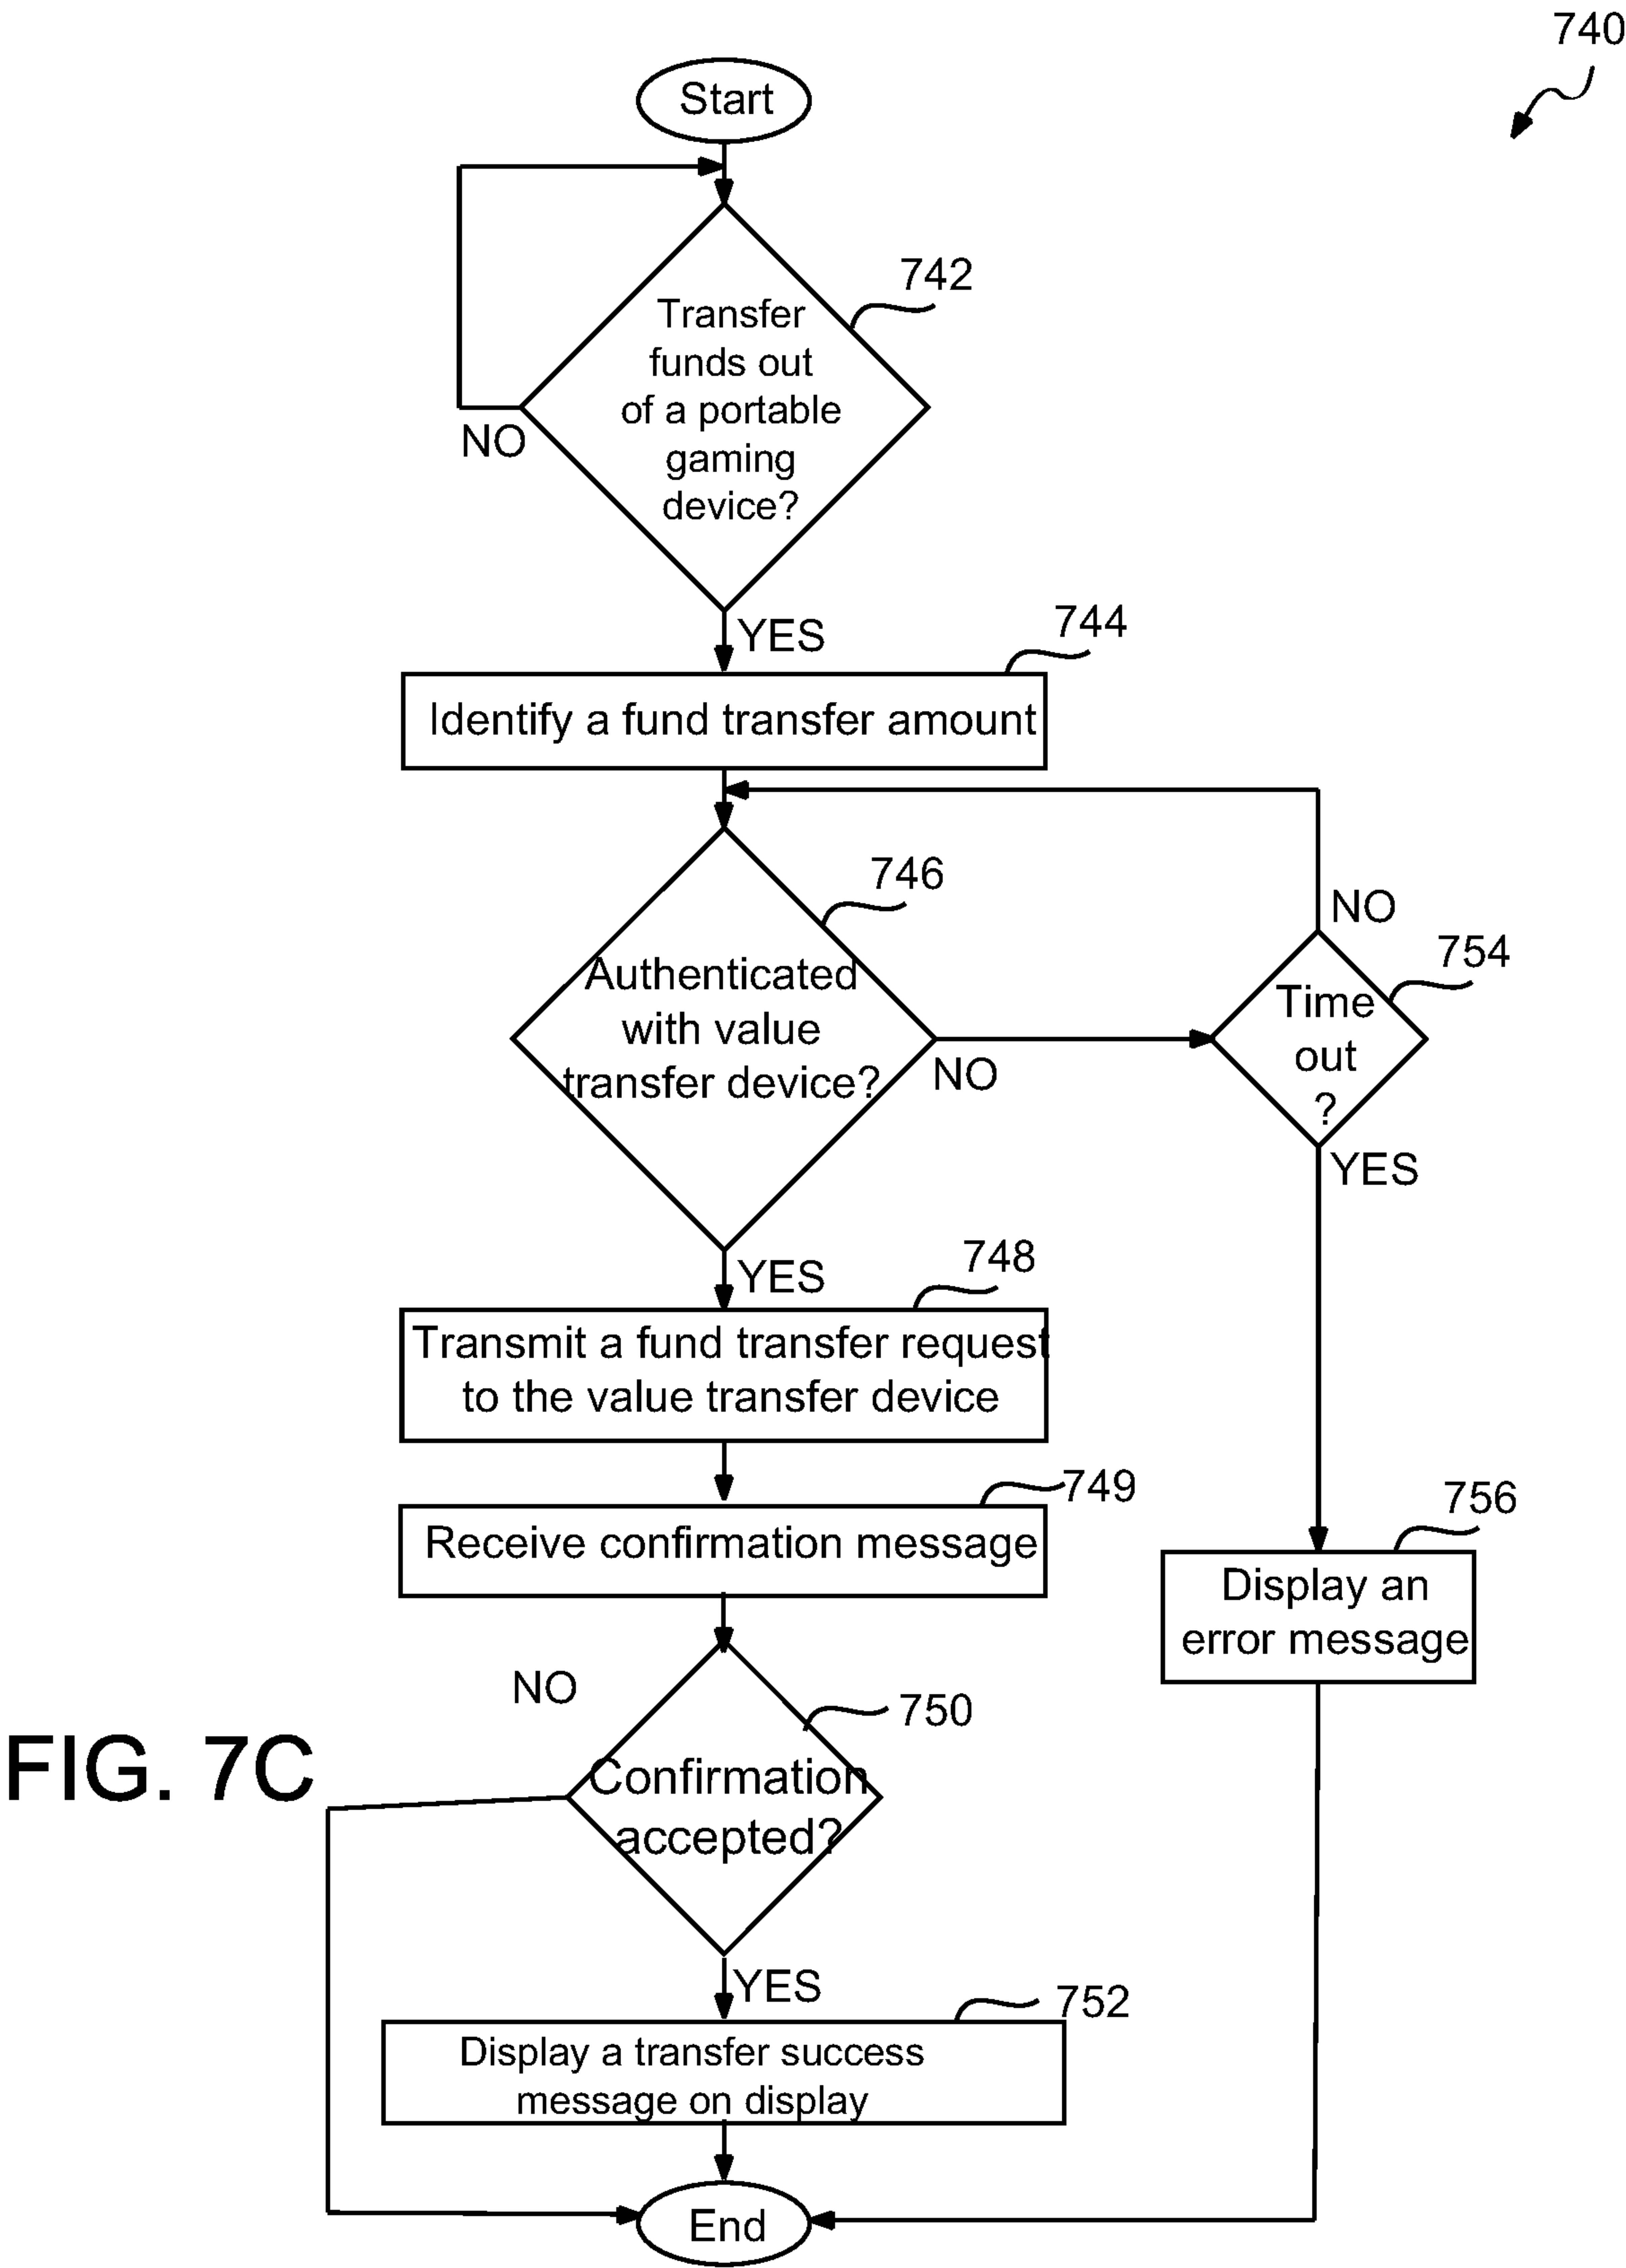 740
Start
742
Transfer
funds out
of a portable
gaming
device?
NO
YES
744
Identify a fund transfer amount
746
Authenticated
with value
transfer device?
NO
NO
754
Time
out
?
YES
YES
748
Transmit a fund transfer request
to the value transfer device
749
Receive confirmation message
756
Display an
error message
NO
750
Confirmation
accepted?
FIG. 7C
YES
752
Display a transfer success
message on display
End